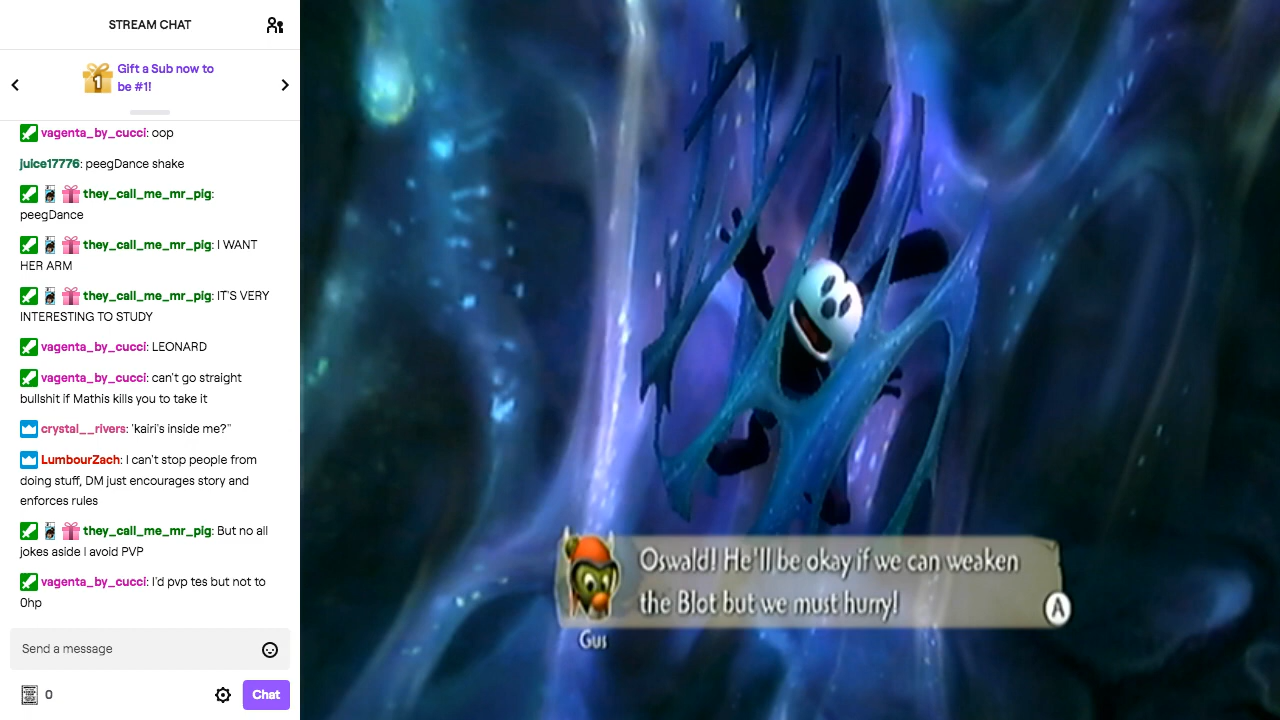 STREAM CHAT
1
Gift a Sub now to
be #1!
vagenta_by_cucci: oop
juice17776: peegDance shake
they_call_me_mr_pig:
peegDance
they_call_me_mr_pig: I WANT
HER ARM
they_call_me_mr_pig: IT'S VERY
INTERESTING TO STUDY
vagenta_by_cucci: LEONARD
vagenta_by_cucci: can't go straight
bullshit if Mathis kills you to take it
crystal__rivers: 'kairi's inside me?"
LumbourZach: I can't stop people from
doing stuff, DM just encourages story and
enforces rules
they_call_me_mr_pig: But no all
jokes aside I avoid PVP
vagenta_by_cucci: I'd pvp tes but not to
0hp
Send a message
0
Chat
Oswald! He'll be okay if we can weaken
the Blot but we must hurry!
A
Gus